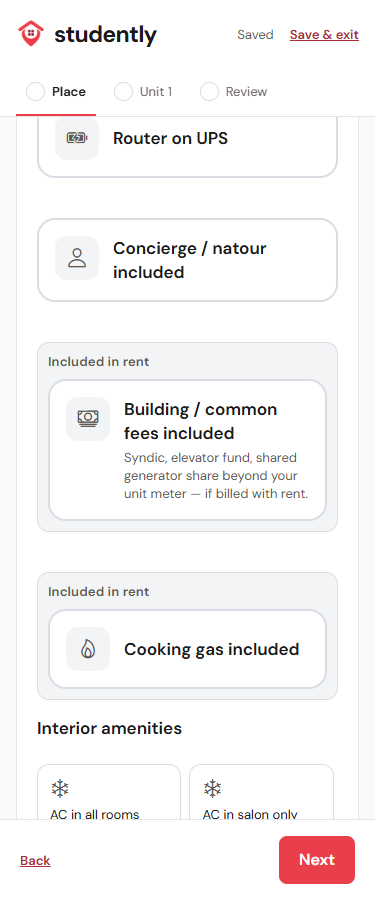 studently
Saved
Save & exit
Place
Unit 1
Review
Router on UPS
Concierge / natour
included
Included in rent
Building / common
fees included
Syndic, elevator fund, shared
generator share beyond your
unit meter — if billed with rent.
Included in rent
Cooking gas included
Interior amenities
AC in all rooms
AC in salon only
Back
Next